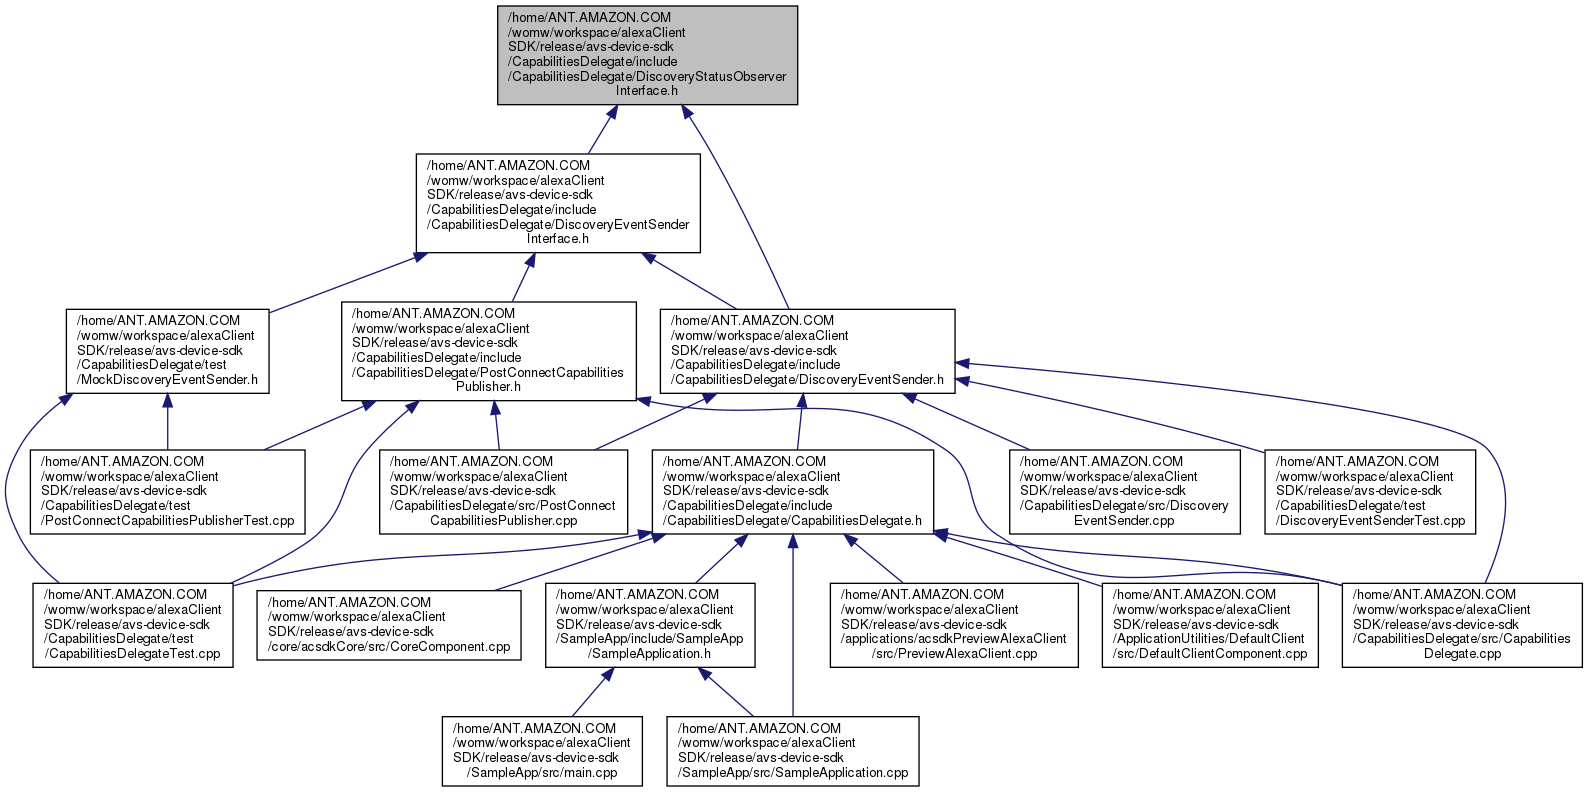 /home/ANT.AMAZON.COM
/womw/workspace/alexaClient
SDK/release/avs-device-sdk
/CapabilitiesDelegate/include
/CapabilitiesDelegate/DiscoveryStatusObserver
Interface.h
/home/ANT.AMAZON.COM
/womw/workspace/alexaClient
SDK/release/avs-device-sdk
/CapabilitiesDelegate/include
/CapabilitiesDelegate/DiscoveryEventSender
Interface.h
/home/ANT.AMAZON.COM
/womw/workspace/alexaClient
SDK/release/avs-device-sdk
/CapabilitiesDelegate/test
/MockDiscoveryEventSender.h
/home/ANT.AMAZON.COM
/womw/workspace/alexaClient
SDK/release/avs-device-sdk
/CapabilitiesDelegate/include
/CapabilitiesDelegate/PostConnectCapabilities
Publisher.h
/home/ANT.AMAZON.COM
/womw/workspace/alexaClient
SDK/release/avs-device-sdk
/CapabilitiesDelegate/include
/CapabilitiesDelegate/DiscoveryEventSender.h
/home/ANT.AMAZON.COM
/womw/workspace/alexaClient
SDK/release/avs-device-sdk
/CapabilitiesDelegate/test
/PostConnectCapabilitiesPublisherTest.cpp
/home/ANT.AMAZON.COM
/womw/workspace/alexaClient
SDK/release/avs-device-sdk
/CapabilitiesDelegate/src/PostConnect
CapabilitiesPublisher.cpp
/home/ANT.AMAZON.COM
/womw/workspace/alexaClient
SDK/release/avs-device-sdk
/CapabilitiesDelegate/include
/CapabilitiesDelegate/CapabilitiesDelegate.h
/home/ANT.AMAZON.COM
/womw/workspace/alexaClient
SDK/release/avs-device-sdk
/CapabilitiesDelegate/src/Discovery
EventSender.cpp
/home/ANT.AMAZON.COM
/womw/workspace/alexaClient
SDK/release/avs-device-sdk
/CapabilitiesDelegate/test
/DiscoveryEventSenderTest.cpp
/home/ANT.AMAZON.COM
/womw/workspace/alexaClient
SDK/release/avs-device-sdk
/CapabilitiesDelegate/test
/CapabilitiesDelegateTest.cpp
/home/ANT.AMAZON.COM
/womw/workspace/alexaClient
SDK/release/avs-device-sdk
/core/acsdkCore/src/CoreComponent.cpp
/home/ANT.AMAZON.COM
/womw/workspace/alexaClient
SDK/release/avs-device-sdk
/SampleApp/include/SampleApp
/SampleApplication.h
/home/ANT.AMAZON.COM
/womw/workspace/alexaClient
SDK/release/avs-device-sdk
/applications/acsdkPreviewAlexaClient
/src/PreviewAlexaClient.cpp
/home/ANT.AMAZON.COM
/womw/workspace/alexaClient
SDK/release/avs-device-sdk
/ApplicationUtilities/DefaultClient
/src/DefaultClientComponent.cpp
/home/ANT.AMAZON.COM
/womw/workspace/alexaClient
SDK/release/avs-device-sdk
/CapabilitiesDelegate/src/Capabilities
Delegate.cpp
/home/ANT.AMAZON.COM
/womw/workspace/alexaClient
SDK/release/avs-device-sdk
/SampleApp/src/main.cpp
/home/ANT.AMAZON.COM
/womw/workspace/alexaClient
SDK/release/avs-device-sdk
/SampleApp/src/SampleApplication.cpp